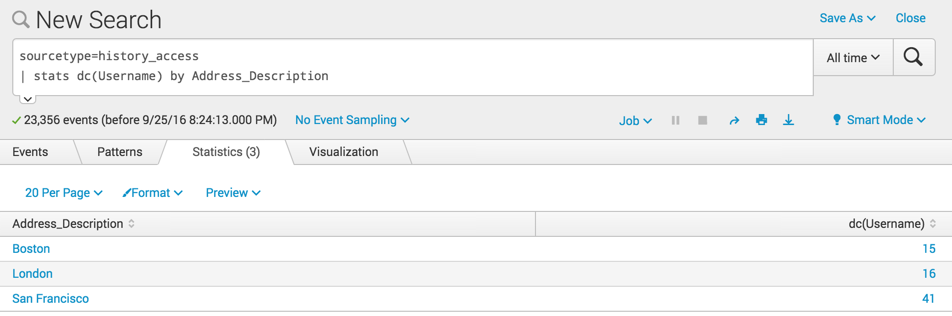 New Search
Save As Close
sourcetype=history_access
| stats dc(Username) by Address_Description
All time
23,356 events (before 9/25/16 8:24:13.000 PM) No Event Sampling Job Smart Mode
Events Patterns Statistics (3) Visualization
20 Per Page Format Preview
Address_Description dc(Username)
Boston 15
London 16
San Francisco 41